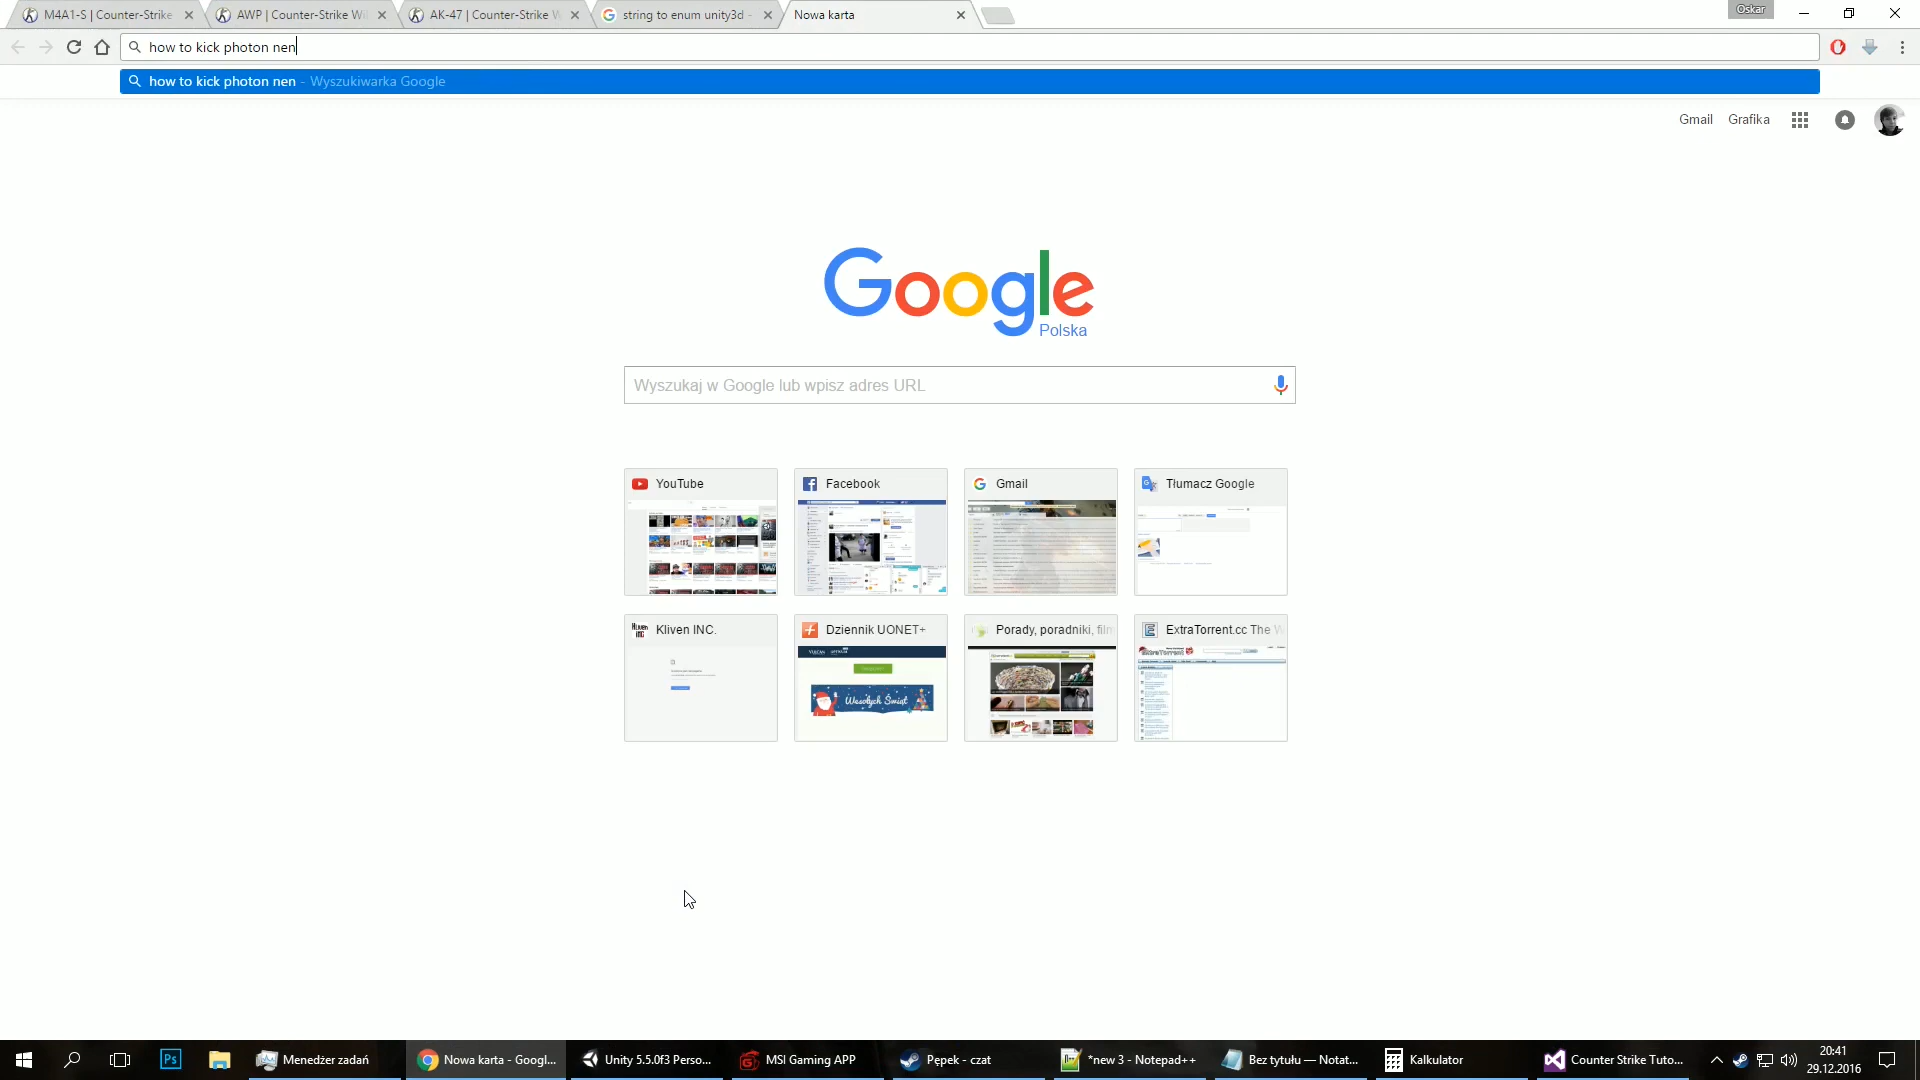 M4A1-S | Counter-Strike
AWP | Counter-Strike Wi
AK-47 | Counter-Strike W
string to enum unity3d -
Nowa karta
Oskar
how to kick photon nen
how to kick photon nen - Wyszukiwarka Google
Gmail
Grafika
Google
Polska
Wyszukaj w Google lub wpisz adres URL
YouTube
Facebook
Gmail
Tłumacz Google
Kliven INC.
Dziennik UONET+
Porady, poradniki, film
ExtraTorrent.cc The W
Wesołych Świąt
Menedżer zadań
Nowa karta - Googl...
Unity 5.5.0f3 Perso...
MSI Gaming APP
Pępek - czat
*new 3 - Notepad++
Bez tytułu — Notat...
Kalkulator
Counter Strike Tuto...
20:41
29.12.2016